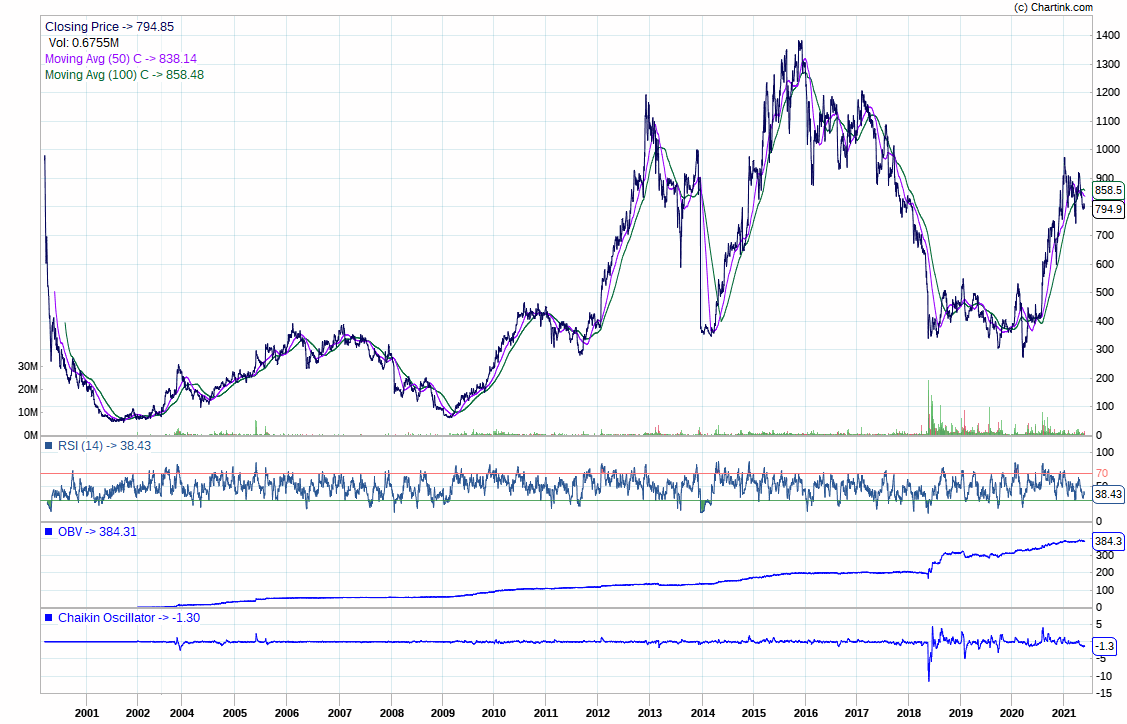 (c) Chartink.com
Closing Price -> 794.85
Vol: 0.6755M
Moving Avg (50) C -> 838.14
Moving Avg (100) C -> 858.48
1400
1300
1200
1100
1000
900
858.5
794.9
700
600
500
400
300
200
100
0
30M
20M
10M
0M
RSI (14) -> 38.43
100
70
50
38.43
0
OBV -> 384.31
384.3
300
200
100
0
Chaikin Oscillator -> -1.30
5
-1.3
-5
-10
-15
2001 2002 2004 2005 2006 2007 2008 2009 2010 2011 2012 2013 2014 2015 2016 2017 2018 2019 2020 2021